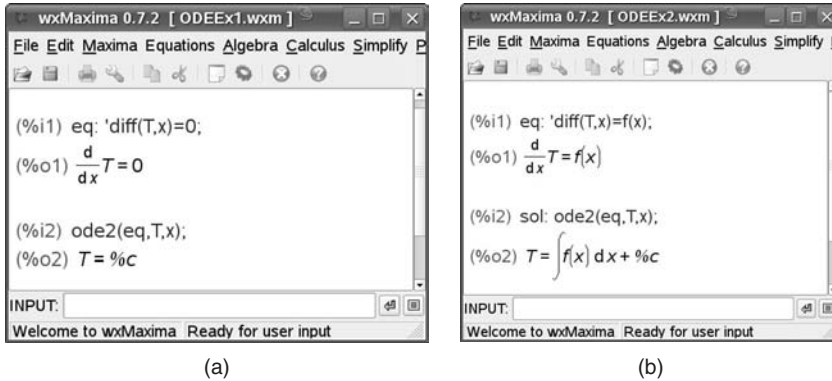 wxMaxima 0.7.2 [ ODEEx1.wxm ]
File Edit Maxima Equations Algebra Calculus Simplify P
(%i1) eq: 'diff(T,x)=0;
(%o1) d/dx T = 0
(%i2) ode2(eq,T,x);
(%o2) T = %c
INPUT:
Welcome to wxMaxima Ready for user input
(a)
wxMaxima 0.7.2 [ ODEEx2.wxm ]
File Edit Maxima Equations Algebra Calculus Simplify
(%i1) eq: 'diff(T,x)=f(x);
(%o1) d/dx T = f(x)
(%i2) sol: ode2(eq,T,x);
(%o2) T = ∫f(x) dx + %c
INPUT:
Welcome to wxMaxima Ready for user input
(b)